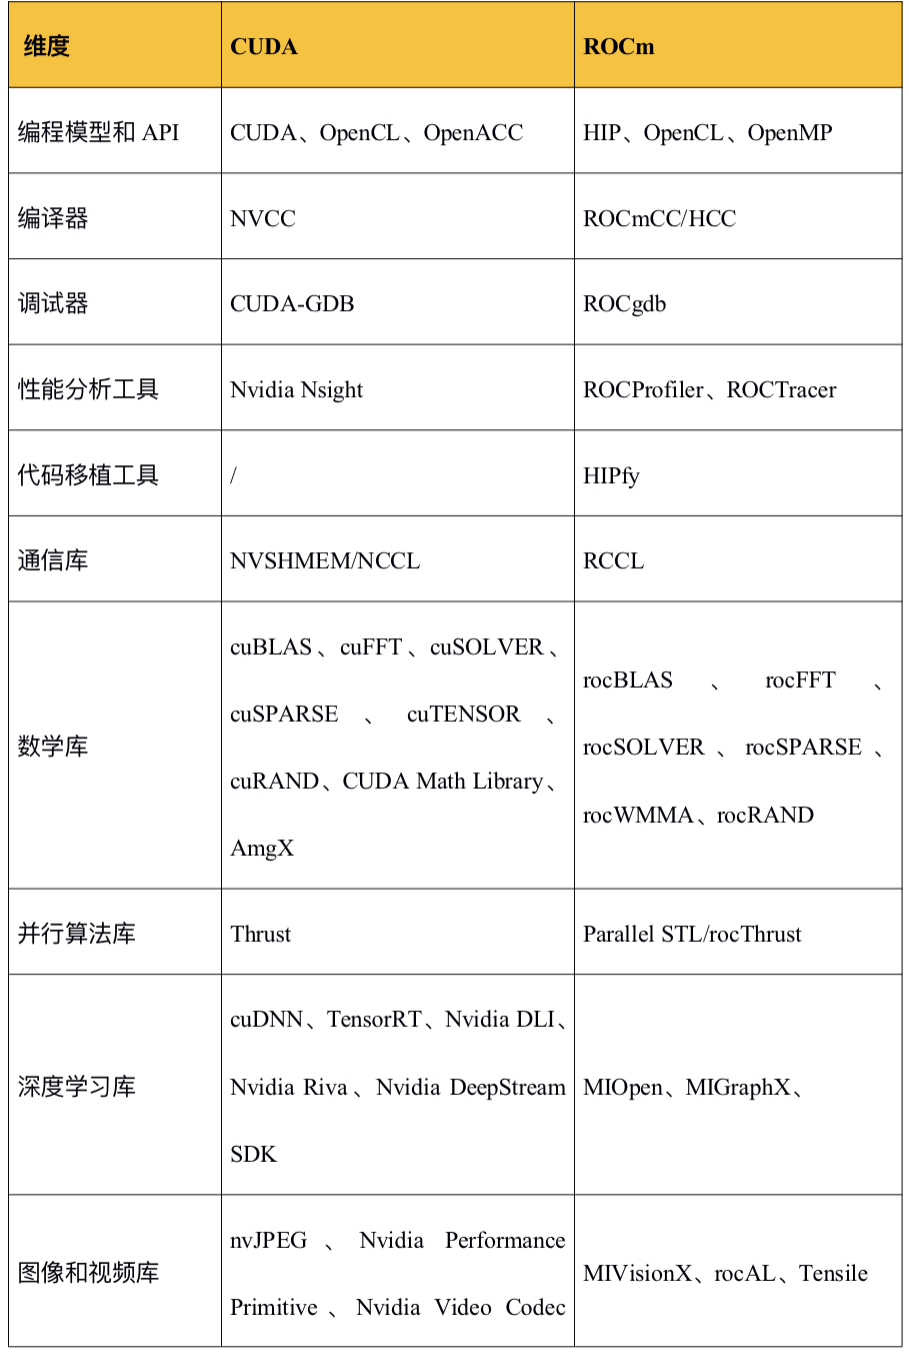 维度 CUDA ROCm
编程模型和 API CUDA、OpenCL、OpenACC HIP、OpenCL、OpenMP
编译器 NVCC ROCmCC/HCC
调试器 CUDA-GDB ROCgdb
性能分析工具 Nvidia Nsight ROCProfiler、ROCTracer
代码移植工具 / HIPfy
通信库 NVSHMEM/NCCL RCCL
数学库
cuBLAS、cuFFT、cuSOLVER、
cuSPARSE、cuTENSOR、
cuRAND、CUDA Math Library、
AmgX
rocBLAS、rocFFT、
rocSOLVER、rocSPARSE、
rocWMMA、rocRAND
并行算法库 Thrust Parallel STL/rocThrust
深度学习库
cuDNN、TensorRT、Nvidia DLI、
Nvidia Riva、Nvidia DeepStream
SDK
MIOpen、MIGraphX、
图像和视频库
nvJPEG、Nvidia Performance
Primitive、Nvidia Video Codec
MIVisionX、rocAL、Tensile